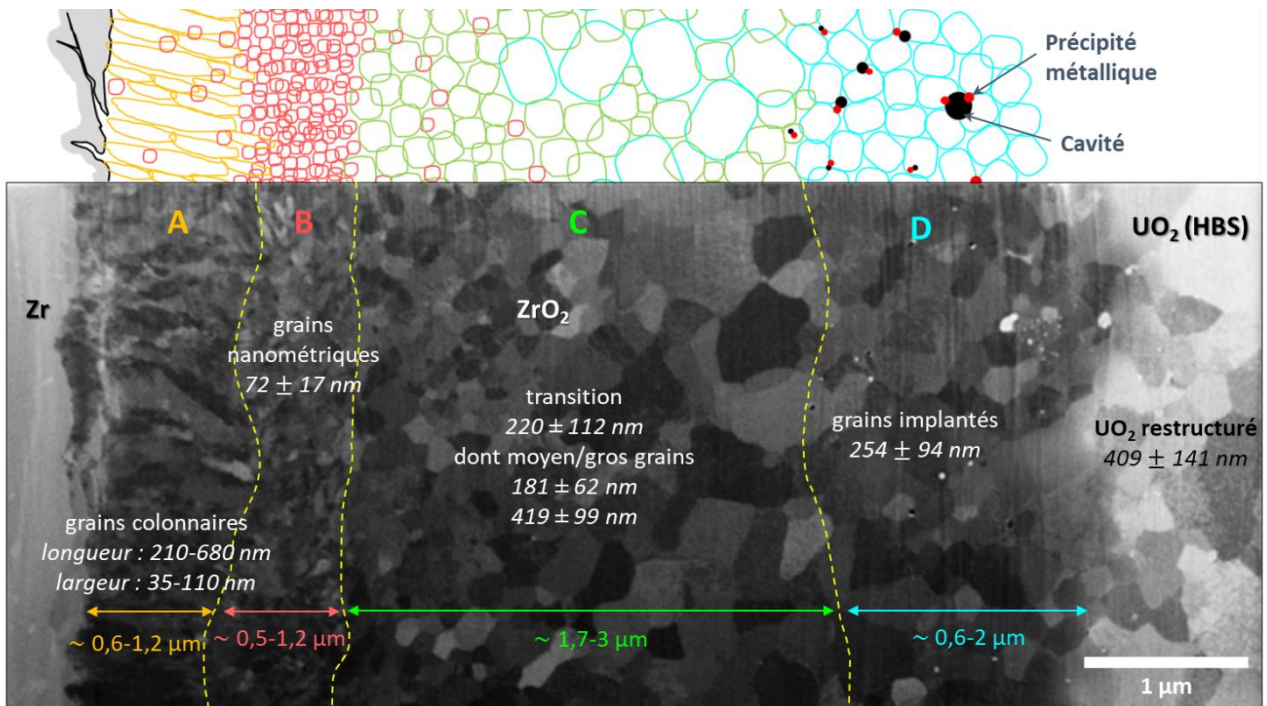 Précipité
métallique
Cavité
A
B
C
D
UO₂ (HBS)
Zr
ZrO₂
grains
nanométriques
72 ± 17 nm
transition
220 ± 112 nm
dont moyen/gros grains
181 ± 62 nm
419 ± 99 nm
grains implantés
254 ± 94 nm
UO₂ restructuré
409 ± 141 nm
grains colonnaires
longueur : 210-680 nm
largeur : 35-110 nm
~ 0,6-1,2 µm
~ 0,5-1,2 µm
~ 1,7-3 µm
~ 0,6-2 µm
1 µm